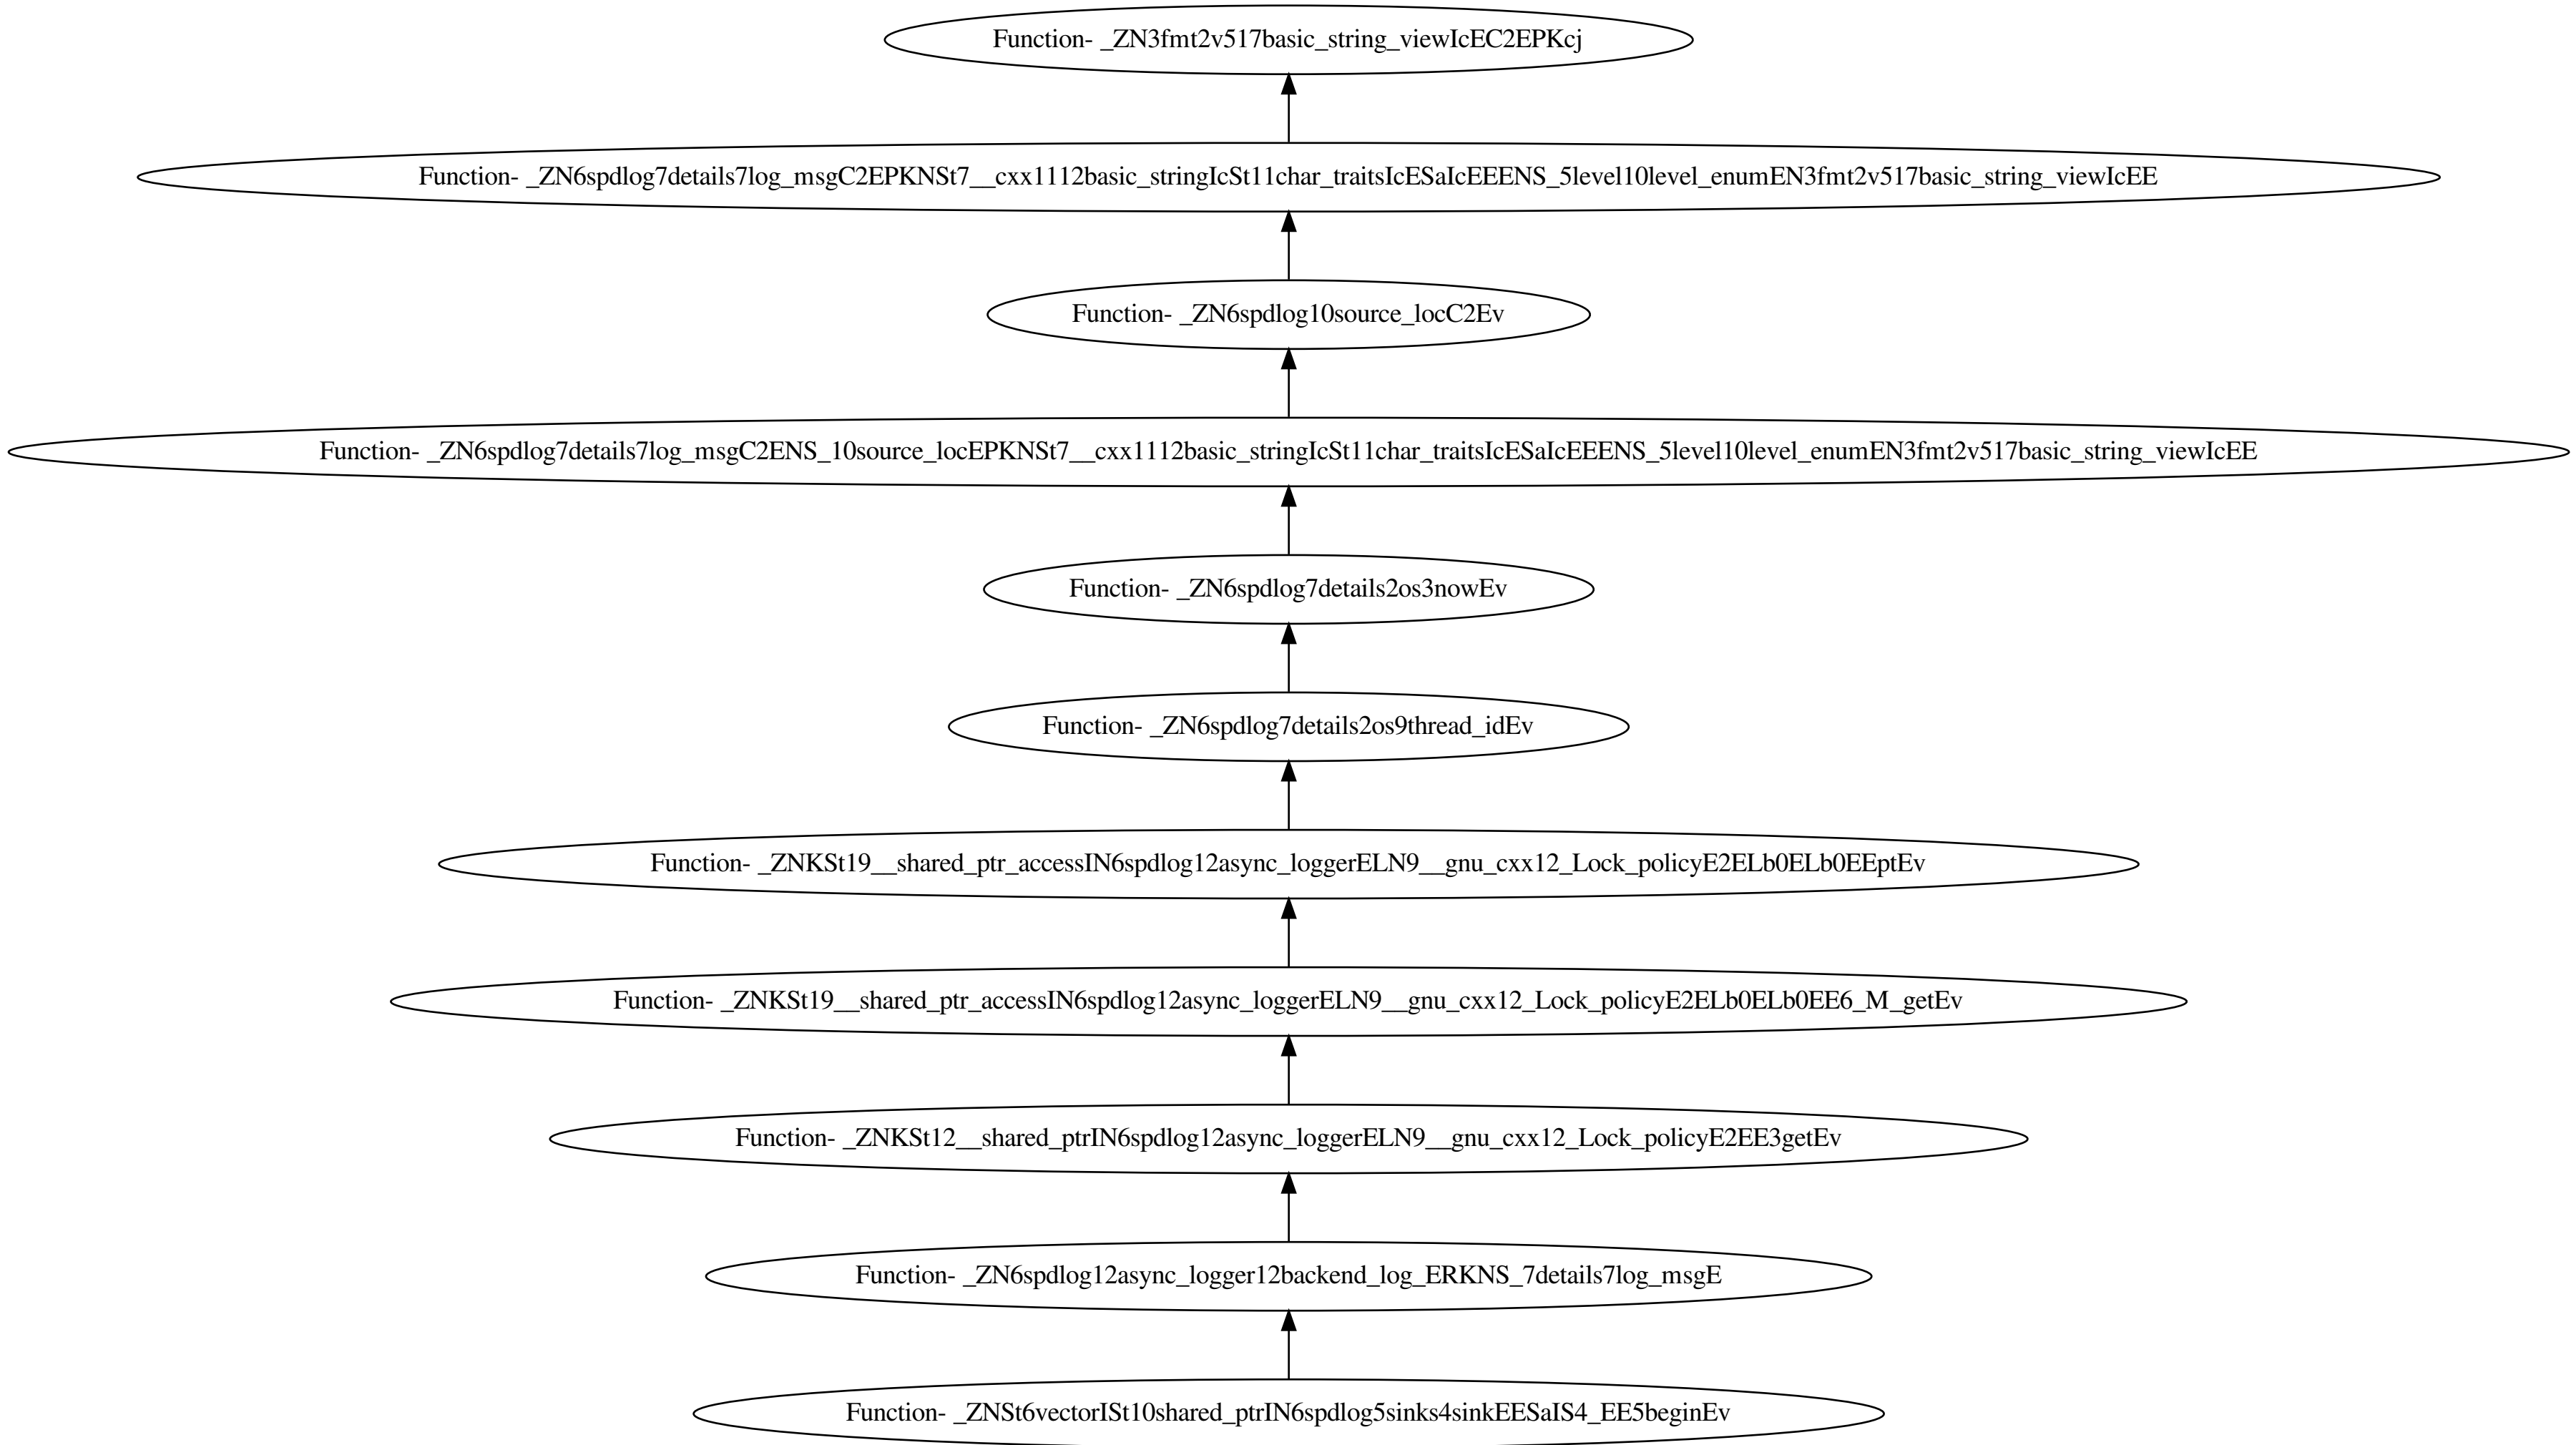 Function- _ZN3fmt2v517basic_string_viewIcEC2EPKcj
Function- _ZN6spdlog7details7log_msgC2EPKNSt7__cxx1112basic_stringIcSt11char_traitsIcESaIcEEENS_5level10level_enumEN3fmt2v517basic_string_viewIcEE
Function- _ZN6spdlog10source_locC2Ev
Function- _ZN6spdlog7details7log_msgC2ENS_10source_locEPKNSt7__cxx1112basic_stringIcSt11char_traitsIcESaIcEEENS_5level10level_enumEN3fmt2v517basic_string_viewIcEE
Function- _ZN6spdlog7details2os3nowEv
Function- _ZN6spdlog7details2os9thread_idEv
Function- _ZNKSt19__shared_ptr_accessIN6spdlog12async_loggerELN9__gnu_cxx12_Lock_policyE2ELb0ELb0EEptEv
Function- _ZNKSt19__shared_ptr_accessIN6spdlog12async_loggerELN9__gnu_cxx12_Lock_policyE2ELb0ELb0EE6_M_getEv
Function- _ZNKSt12__shared_ptrIN6spdlog12async_loggerELN9__gnu_cxx12_Lock_policyE2EE3getEv
Function- _ZN6spdlog12async_logger12backend_log_ERKNS_7details7log_msgE
Function- _ZNSt6vectorISt10shared_ptrIN6spdlog5sinks4sinkEESaIS4_EE5beginEv